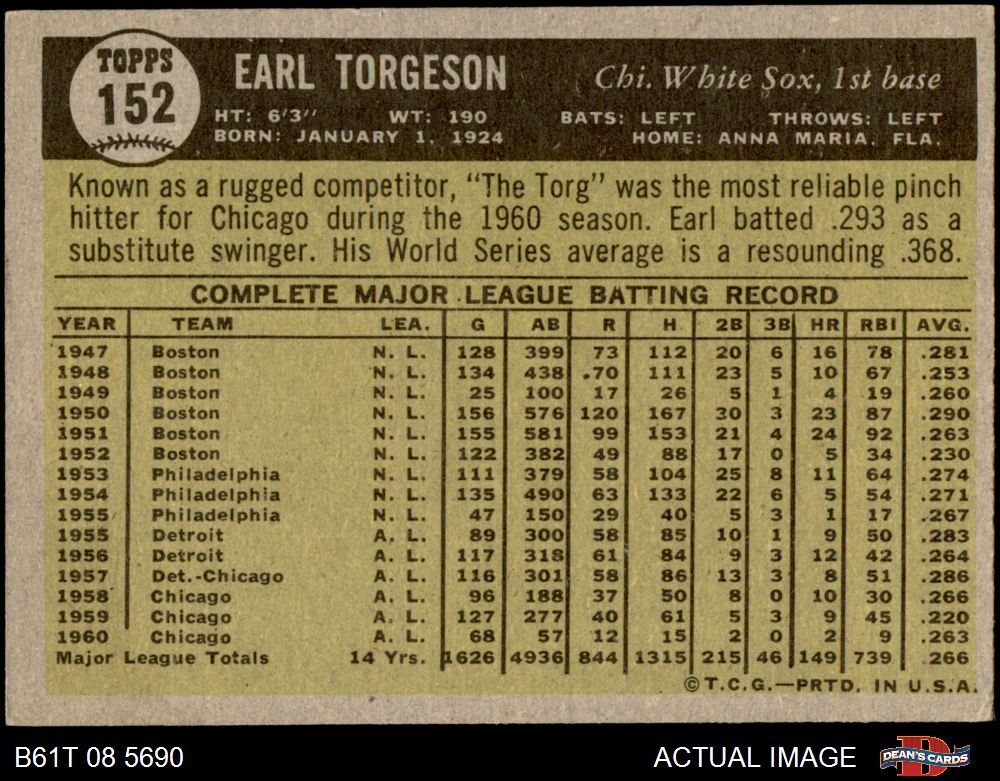 TOPPS
152
EARL TORGESON
Chi. White Sox, 1st base
HT: 6'3" WT: 190 BATS: LEFT THROWS: LEFT
BORN: JANUARY 1, 1924 HOME: ANNA MARIA, FLA.
Known as a rugged competitor, "The Torg" was the most reliable pinch
hitter for Chicago during the 1960 season. Earl batted .293 as a
substitute swinger. His World Series average is a resounding .368.
COMPLETE MAJOR LEAGUE BATTING RECORD
YEAR TEAM LEA. G AB R H 2B 3B HR RBI AVG.
1947 Boston N. L. 128 399 73 112 20 6 16 78 .281
1948 Boston N. L. 134 438 .70 111 23 5 10 67 .253
1949 Boston N. L. 25 100 17 26 5 1 4 19 .260
1950 Boston N. L. 156 576 120 167 30 3 23 87 .290
1951 Boston N. L. 155 581 99 153 21 4 24 92 .263
1952 Boston N. L. 122 382 49 88 17 0 5 34 .230
1953 Philadelphia N. L. 111 379 58 104 25 8 11 64 .274
1954 Philadelphia N. L. 135 490 63 133 22 6 5 54 .271
1955 Philadelphia N. L. 47 150 29 40 5 3 1 17 .267
1955 Detroit A. L. 89 300 58 85 10 1 9 50 .283
1956 Detroit A. L. 117 318 61 84 9 3 12 42 .264
1957 Det.-Chicago A. L. 116 301 58 86 13 3 8 51 .286
1958 Chicago A. L. 96 188 37 50 8 0 10 30 .266
1959 Chicago A. L. 127 277 40 61 5 3 9 45 .220
1960 Chicago A. L. 68 57 12 15 2 0 2 9 .263
Major League Totals 14 Yrs. 1626 4936 844 1315 215 46 149 739 .266
©T.C.G.—PRTD. IN U.S.A.
B61T 08 5690
ACTUAL IMAGE
DEAN'S CARDS